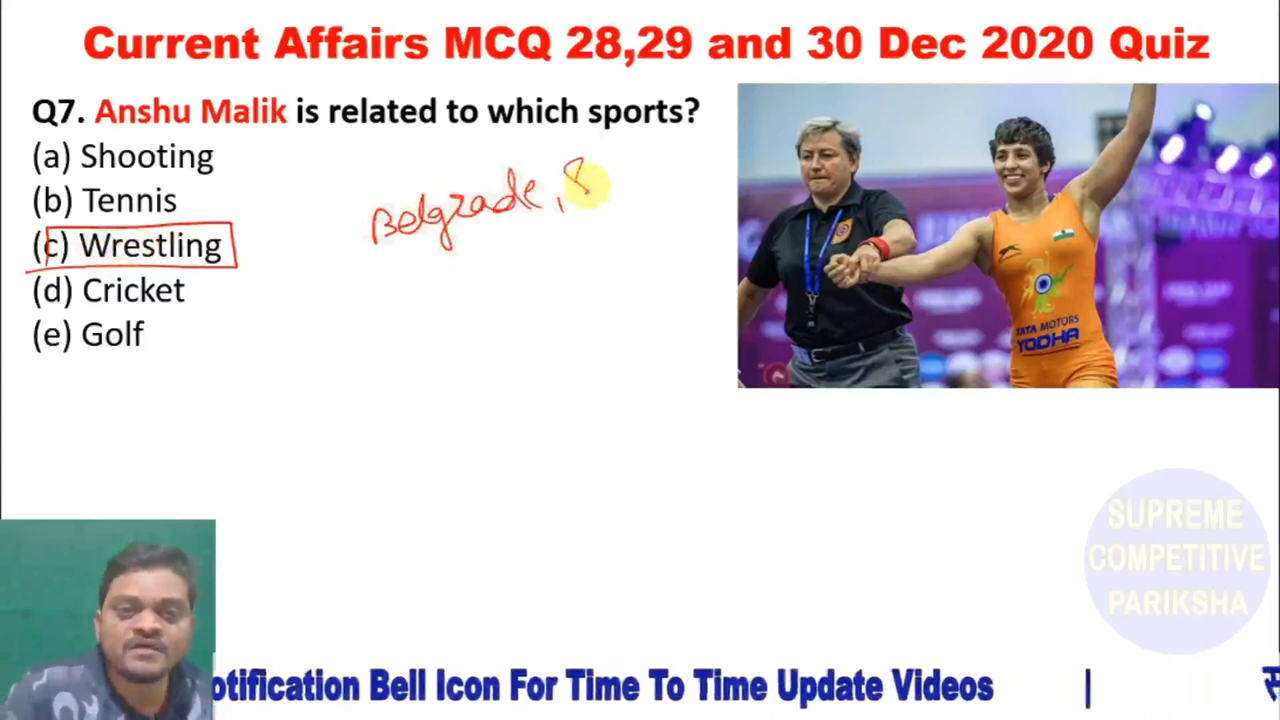 Current Affairs MCQ 28,29 and 30 Dec 2020 Quiz
Q7. Anshu Malik is related to which sports?
(a) Shooting
(b) Tennis
(c) Wrestling
(d) Cricket
(e) Golf
Belgrade, S
TATA MOTORS
YODHA
SUPREME
COMPETITIVE
PARIKSHA
otification Bell Icon For Time To Time Update Videos |